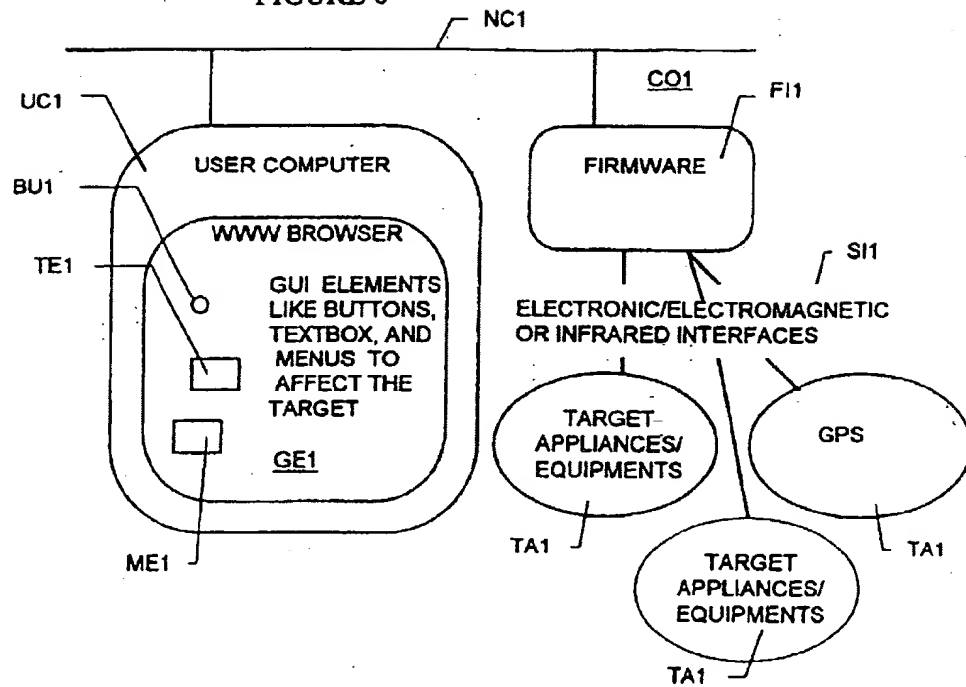 NC1
CO1
FI1
UC1
USER COMPUTER
FIRMWARE
BU1
WWW BROWSER
TE1
SI1
GUI ELEMENTS
LIKE BUTTONS,
TEXTBOX, AND
MENUS TO
AFFECT THE
TARGET
ELECTRONIC/ELECTROMAGNETIC
OR INFRARED INTERFACES
TARGET
APPLIANCES/
EQUIPMENTS
GPS
GE1
ME1
TA1
TA1
TARGET
APPLIANCES/
EQUIPMENTS
TA1